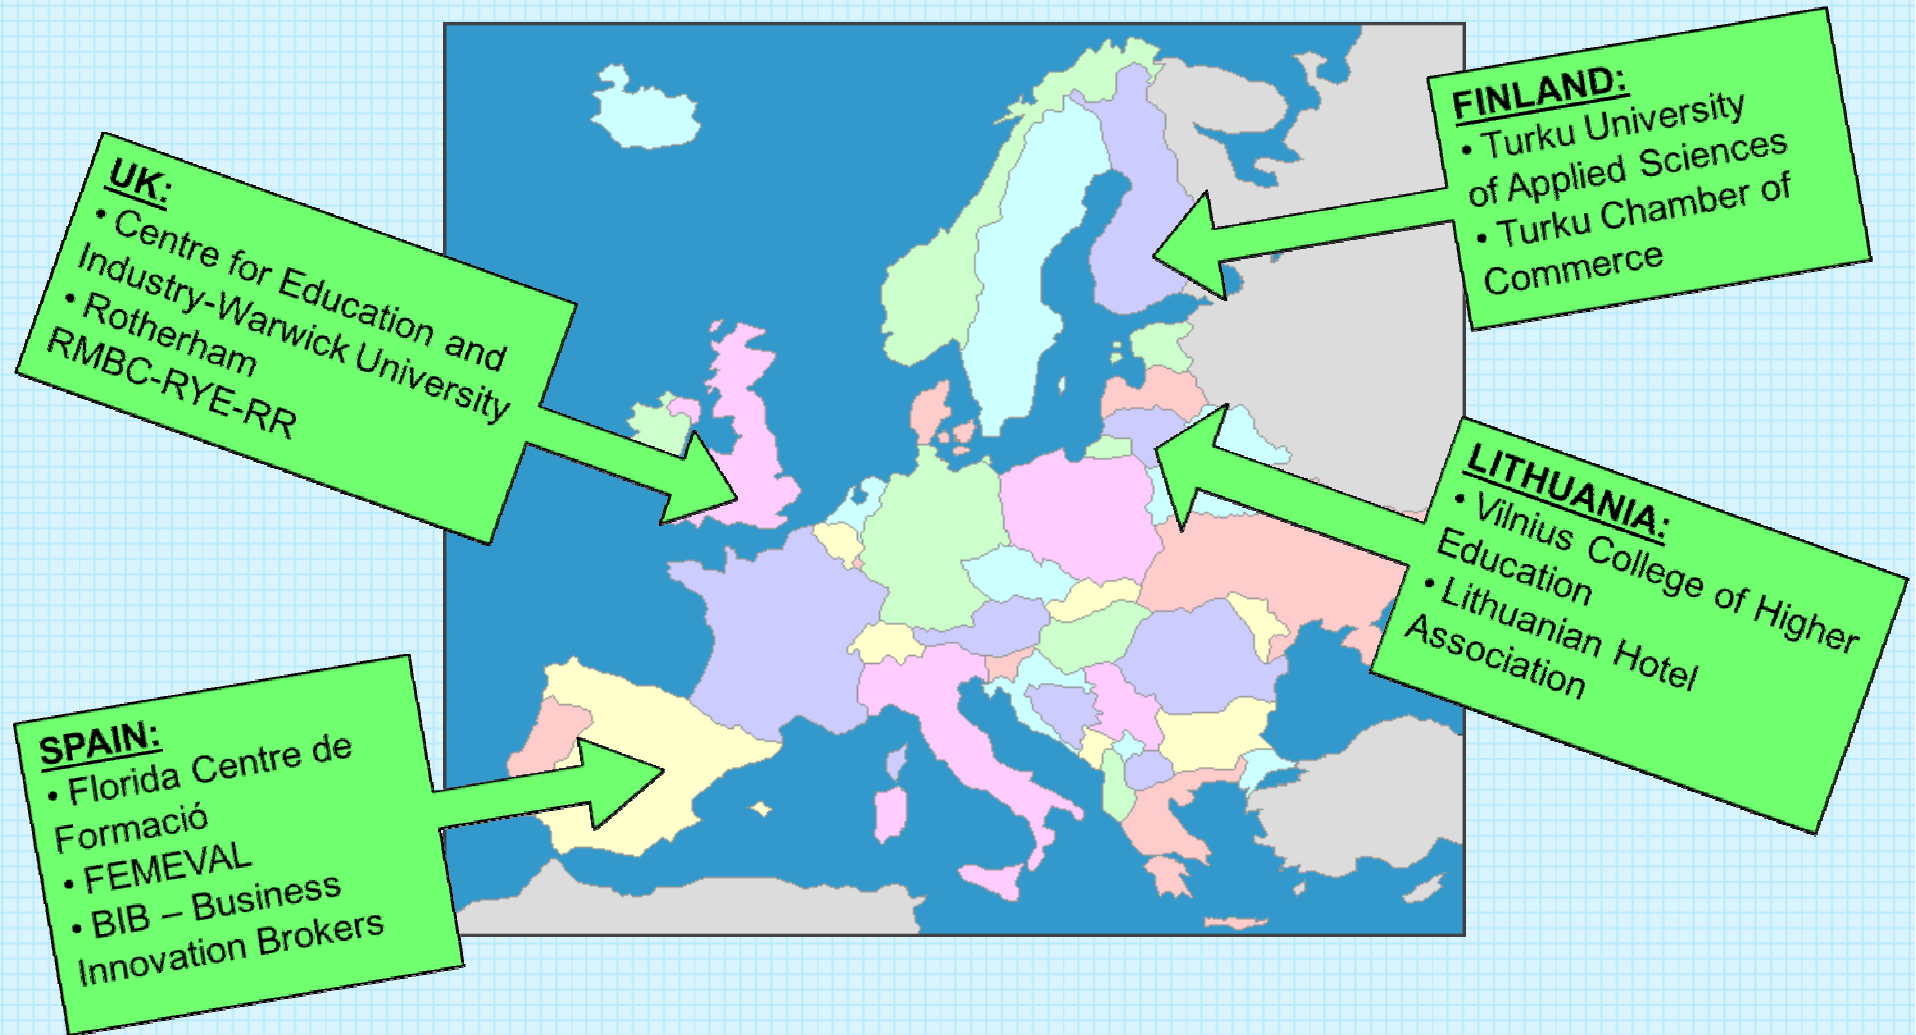 UK:
• Centre for Education and
Industry-Warwick University
• Rotherham
RMBC-RYE-RR
FINLAND:
• Turku University
of Applied Sciences
• Turku Chamber of
Commerce
LITHUANIA:
• Vilnius College of Higher
Education
• Lithuanian Hotel
Association
SPAIN:
• Florida Centre de
Formació
• FEMEVAL
• BIB – Business
Innovation Brokers